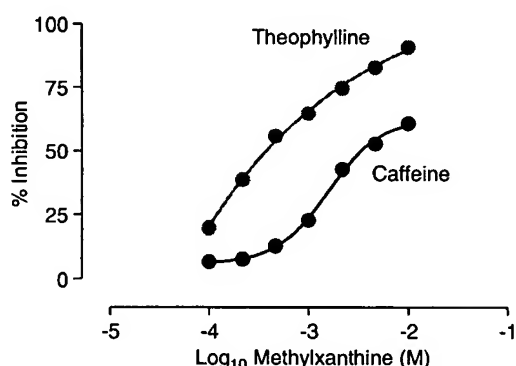 100
Theophylline
75
% Inhibition
50
Caffeine
25
0
-5 -4 -3 -2 -1
Log10 Methylxanthine (M)